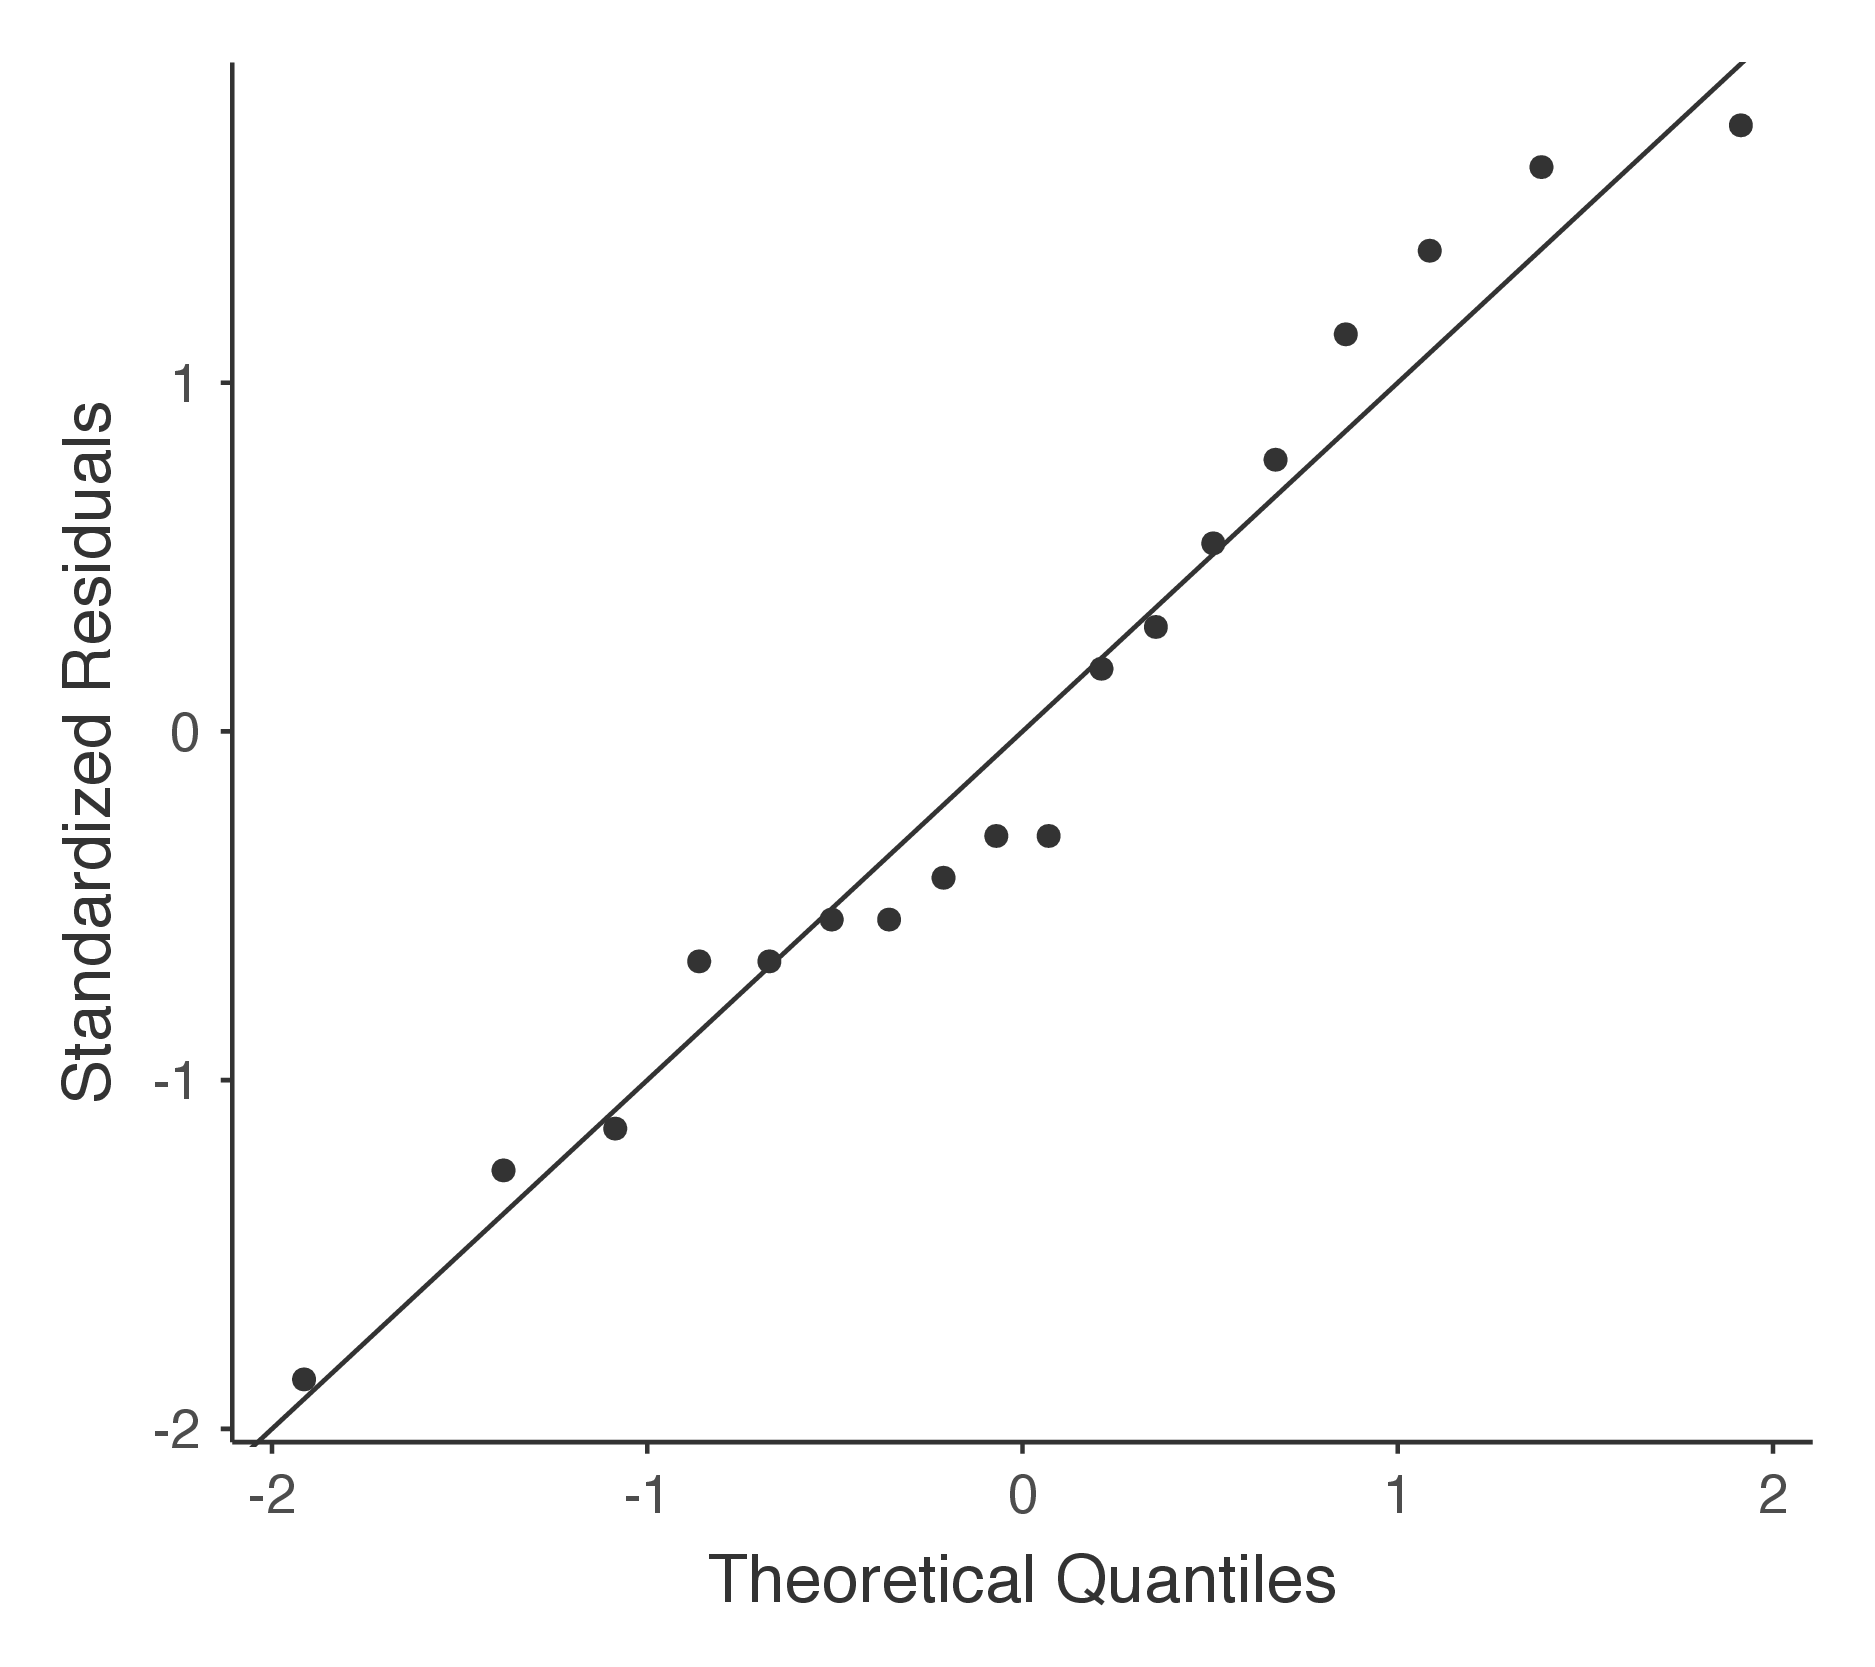 Standardized Residuals
1
0
-1
-2
-2 -1 0 1 2
Theoretical Quantiles